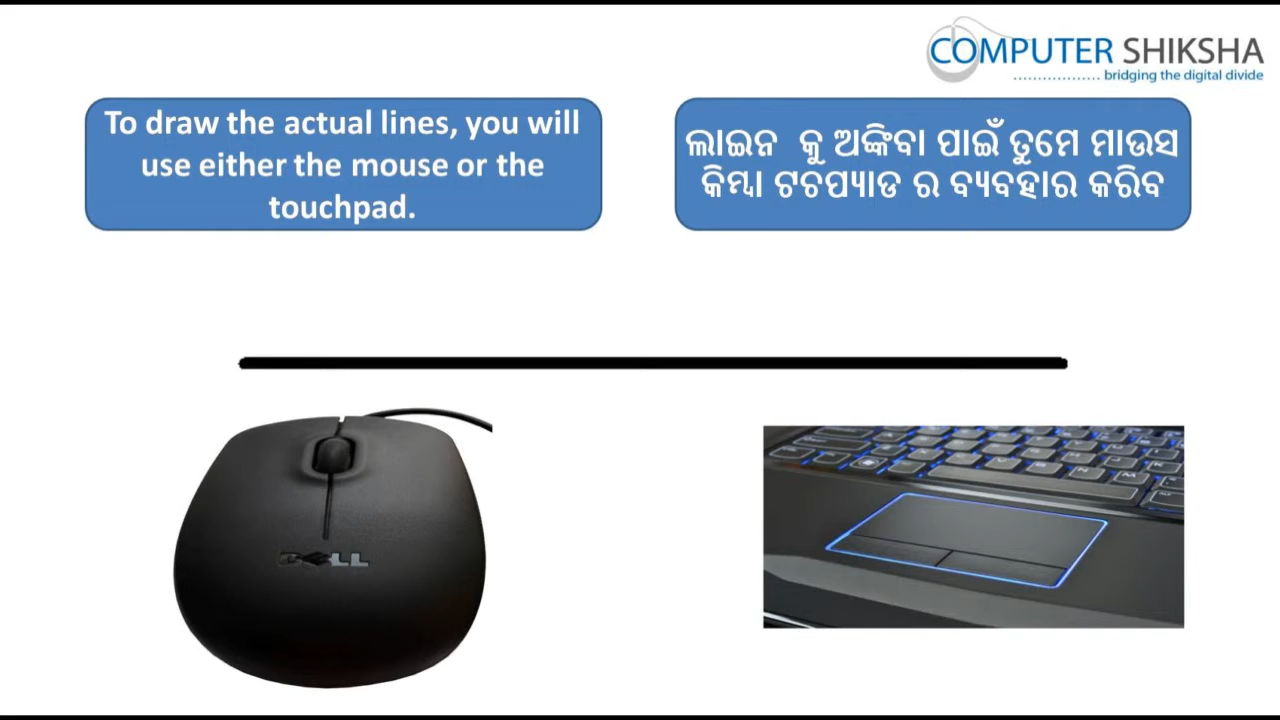 COMPUTER SHIKSHA
bridging the digital divide
To draw the actual lines, you will
use either the mouse or the
touchpad.
ଲାଇନ କୁ ଅଙ୍କିବା ପାଇଁ ତୁମେ ମାଉସ
କିମ୍ବା ଟଚପ୍ୟାଡ ର ବ୍ୟବହାର କରିବ
DELL